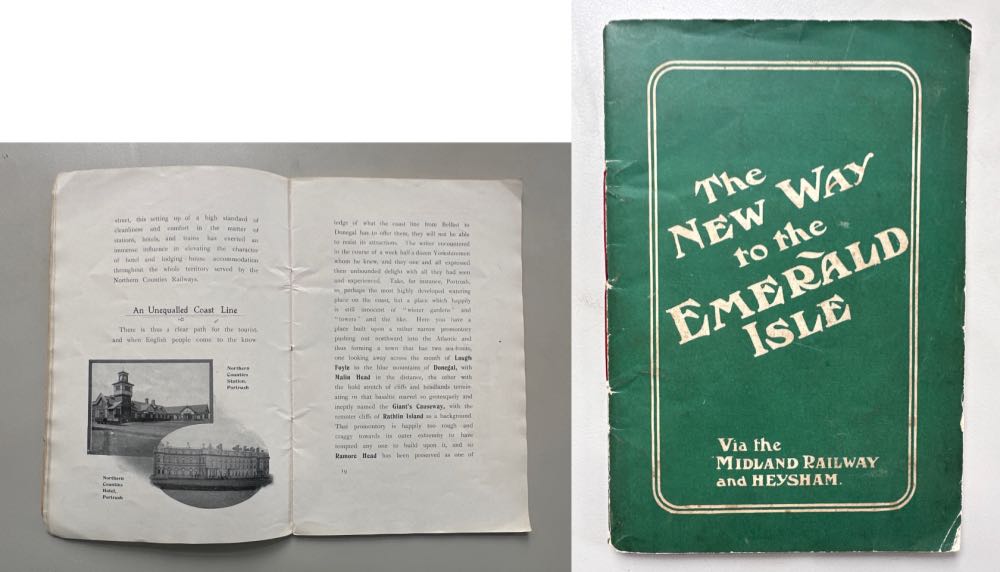 street, this setting up of a high standard of
cleanliness and comfort in the matter of
stations, hotels, and trains has exerted an
immense influence in elevating the character
of hotel and lodging-house accommodation
throughout the whole territory served by the
Northern Counties Railways.
An Unequalled Coast Line
There is thus a clear path for the tourist,
and when English people come to the know
Northern
Counties
Station,
Portrush
Northern
Counties
Hotel,
Portrush
ledge of what the coast line from Belfast to
Donegal has to offer them, they will not be able
to resist its attractions. The writer encountered
in the course of a week half-a-dozen Yorkshiremen
whom he knew, and they one and all expressed
their unbounded delight with all they had seen
and experienced. Take, for instance, Portrush,
as perhaps the most highly developed watering
place on the coast, but a place which happily
is still innocent of "winter gardens" and
"towers" and the like. Here you have a
place built upon a rather narrow promontory
pushing out northward into the Atlantic and
thus forming a town that has two sea-fronts,
one looking away across the mouth of Lough
Foyle to the blue mountains of Donegal, with
Malin Head in the distance, the other with
the bold stretch of cliffs and headlands termin-
ating in that basaltic marvel so grotesquely and
ineptly named the Giant's Causeway, with the
remoter cliffs of Rathlin Island as a background.
That promontory is happily too rough and
craggy towards its outer extremity to have
tempted any one to build upon it, and so
Ramore Head has been preserved as one of
19
The
NEW WAY
to the
EMERALD
ISLE
Via the
MIDLAND RAILWAY
and HEYSHAM.